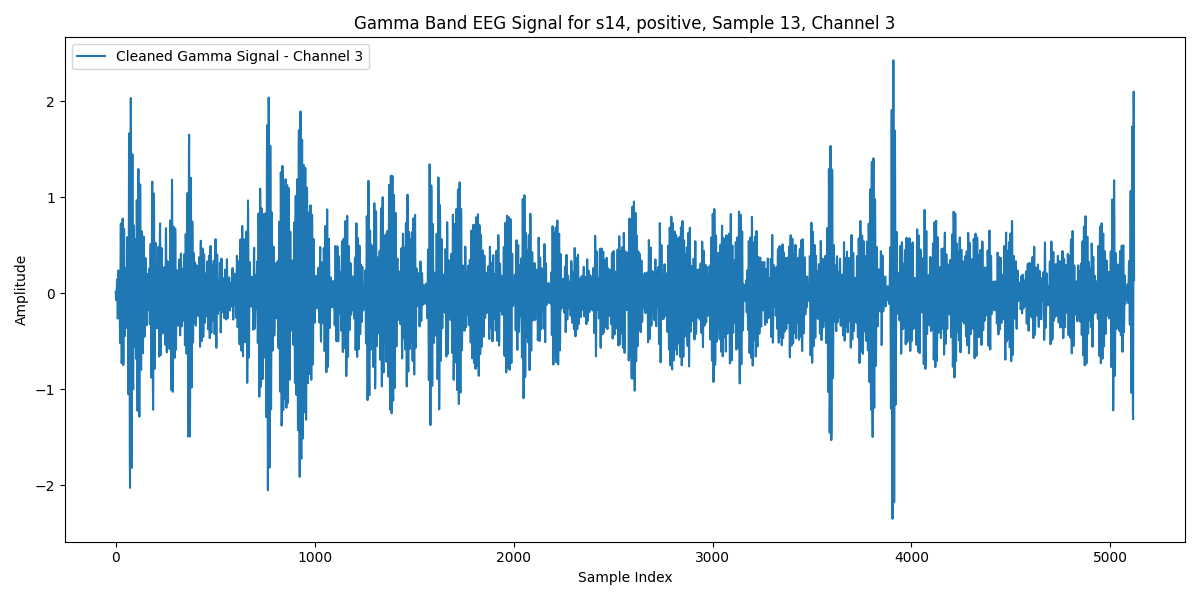 Gamma Band EEG Signal for s14, positive, Sample 13, Channel 3
Cleaned Gamma Signal - Channel 3
Amplitude
2
1
0
−1
−2
0 1000 2000 3000 4000 5000
Sample Index